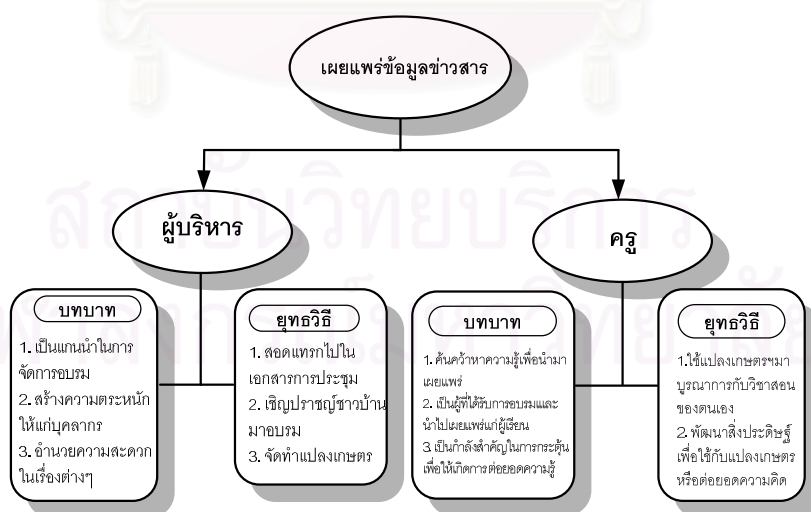 เผยแพร่ข้อมูลข่าวสาร
ผู้บริหาร
ครู
บทบาท
1. เป็นแกนนำในการ
จัดการอบรม
2. สร้างความตระหนัก
ให้แก่บุคลากร
3. อำนวยความสะดวก
ในเรื่องต่างๆ
ยุทธวิธี
1. สอดแทรกไปใน
เอกสารการประชุม
2. เชิญปราชญ์ชาวบ้าน
มาอบรม
3. จัดทำแปลงเกษตร
บทบาท
1. ค้นคว้าหาความรู้เพื่อนำมา
เผยแพร่
2. เป็นผู้ที่ได้รับการอบรมและ
นำไปเผยแพร่แก่ผู้เรียน
3. เป็นกำลังสำคัญในการกระตุ้น
เพื่อให้เกิดการต่อยอดความรู้
ยุทธวิธี
1.ใช้แปลงเกษตรฯมา
บูรณาการกับวิชาสอน
ของตนเอง
2. พัฒนาสิ่งประดิษฐ์
เพื่อใช้กับแปลงเกษตร
หรือต่อยอดความคิด
สถาบันวิทยบริการ